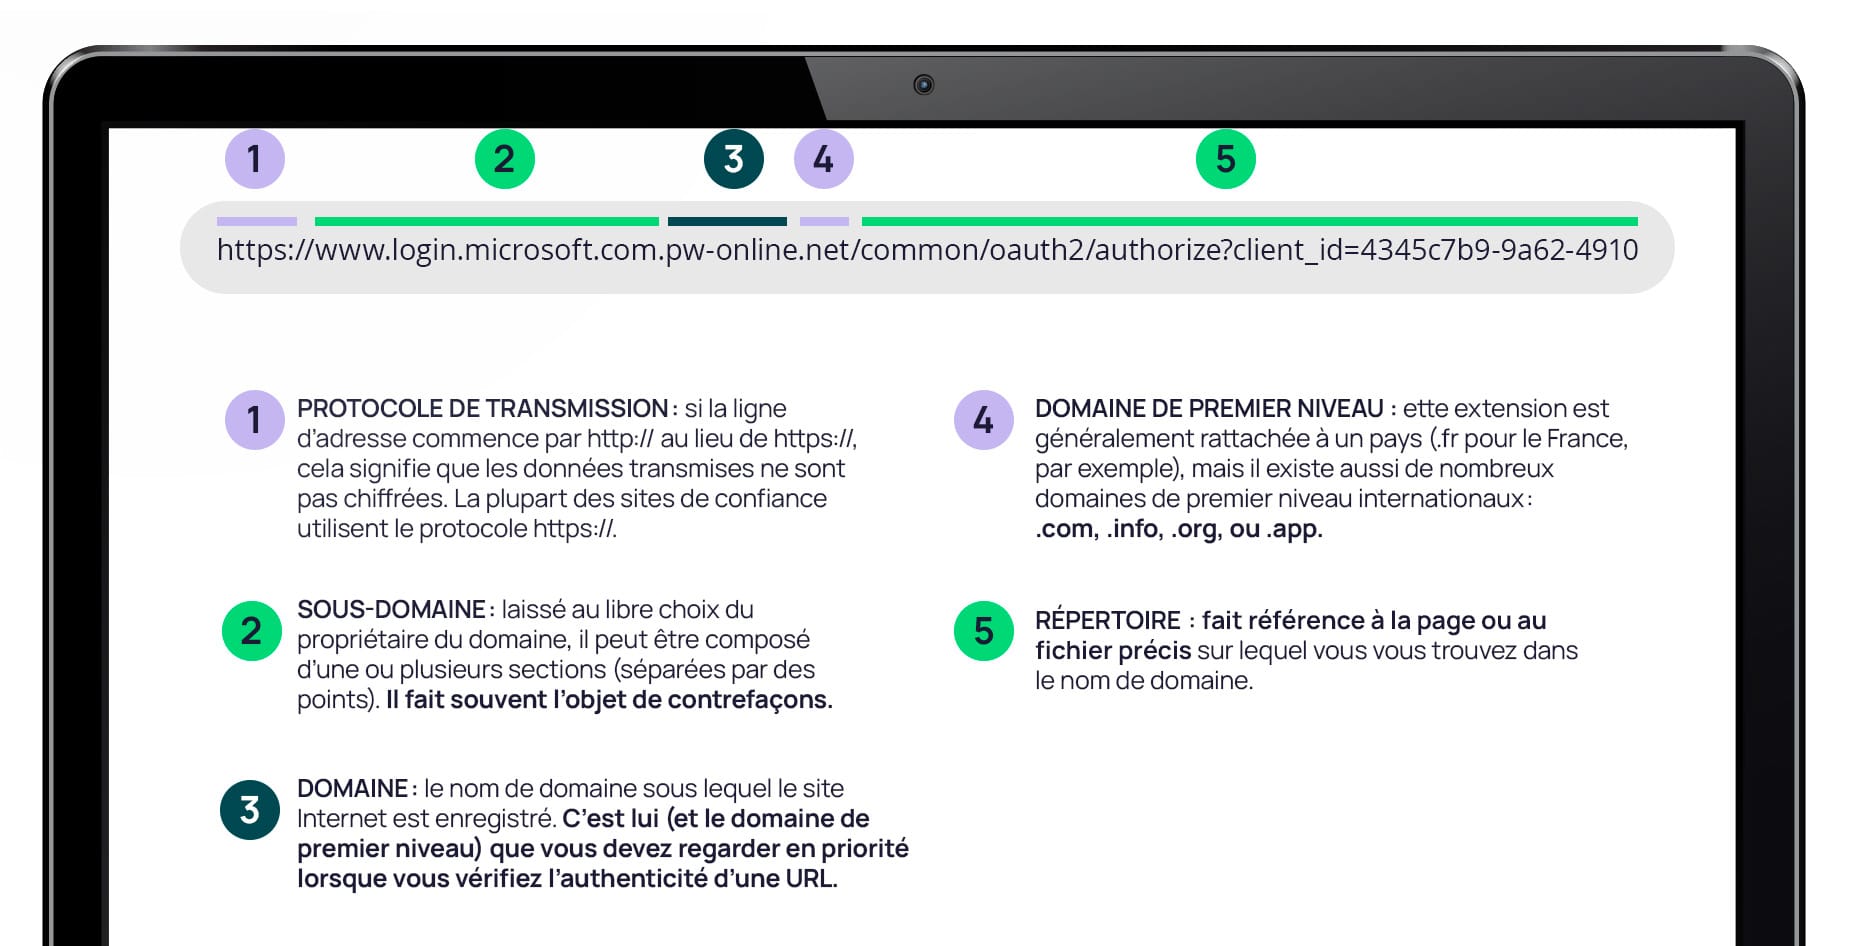 1 2 3 4 5
https://www.login.microsoft.com.pw-online.net/common/oauth2/authorize?client_id=4345c7b9-9a62-4910
1
PROTOCOLE DE TRANSMISSION : si la ligne
d’adresse commence par http:// au lieu de https://,
cela signifie que les données transmises ne sont
pas chiffrées. La plupart des sites de confiance
utilisent le protocole https://.
2
SOUS-DOMAINE : laissé au libre choix du
propriétaire du domaine, il peut être composé
d’une ou plusieurs sections (séparées par des
points). Il fait souvent l’objet de contrefaçons.
3
DOMAINE : le nom de domaine sous lequel le site
Internet est enregistré. C’est lui (et le domaine de
premier niveau) que vous devez regarder en priorité
lorsque vous vérifiez l’authenticité d’une URL.
4
DOMAINE DE PREMIER NIVEAU : ette extension est
généralement rattachée à un pays (.fr pour le France,
par exemple), mais il existe aussi de nombreux
domaines de premier niveau internationaux :
.com, .info, .org, ou .app.
5
RÉPERTOIRE : fait référence à la page ou au
fichier précis sur lequel vous vous trouvez dans
le nom de domaine.